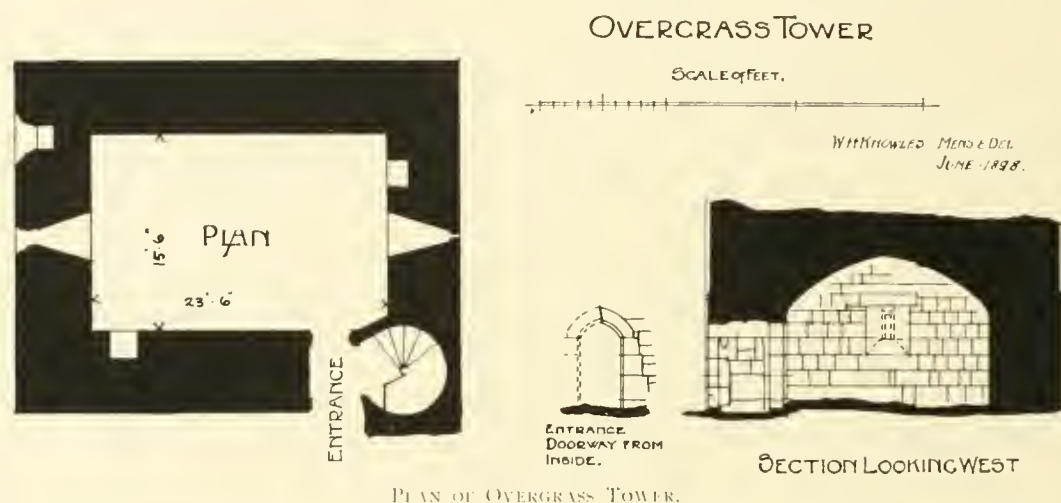 OVERGRASS TOWER
SCALE OF FEET.
W H KNOWLES MENS & DEL
JUNE · 1898.
PLAN
15'·6"
23'·6"
ENTRANCE
ENTRANCE
DOORWAY FROM
INSIDE.
SECTION LOOKING WEST
PLAN OF OVERGRASS TOWER.